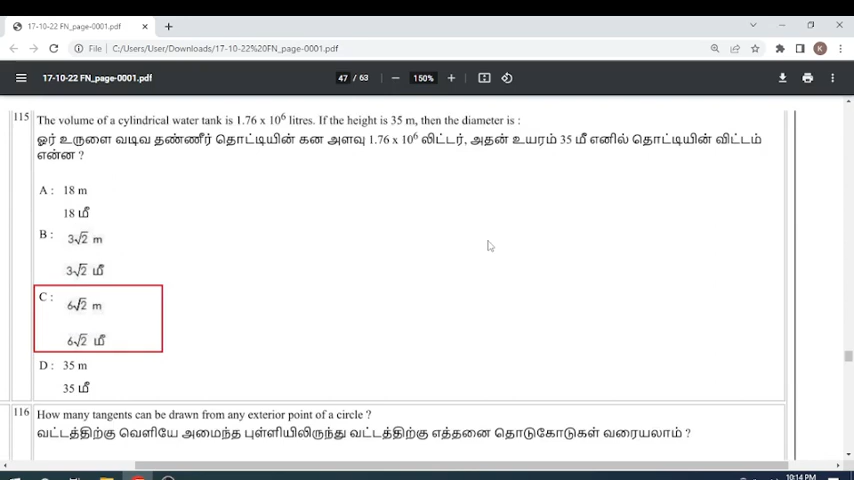 17-10-22 FN_page-0001.pdf
File | C:/Users/User/Downloads/17-10-22%20FN_page-0001.pdf
K
17-10-22 FN_page-0001.pdf
47 / 63
150%
115 The volume of a cylindrical water tank is 1.76 x 10⁶ litres. If the height is 35 m, then the diameter is :
ஓர் உருளை வடிவ தண்ணீர் தொட்டியின் கன அளவு 1.76 x 10⁶ லிட்டர், அதன் உயரம் 35 மீ எனில் தொட்டியின் விட்டம்
என்ன ?
A : 18 m
18 மீ
B : 3√2 m
3√2 மீ
C : 6√2 m
6√2 மீ
D : 35 m
35 மீ
116 How many tangents can be drawn from any exterior point of a circle ?
வட்டத்திற்கு வெளியே அமைந்த புள்ளியிலிருந்து வட்டத்திற்கு எத்தனை தொடுகோடுகள் வரையலாம் ?
10:14 PM